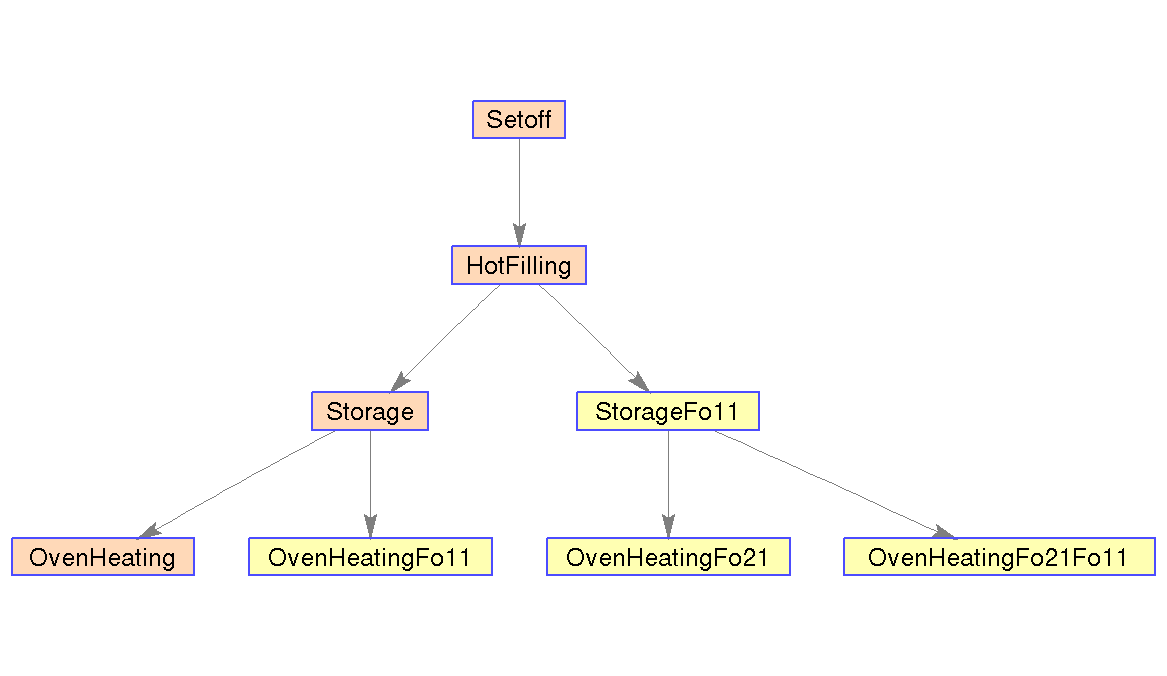 Setoff
HotFilling
Storage
StorageFo11
OvenHeating
OvenHeatingFo11
OvenHeatingFo21
OvenHeatingFo21Fo11